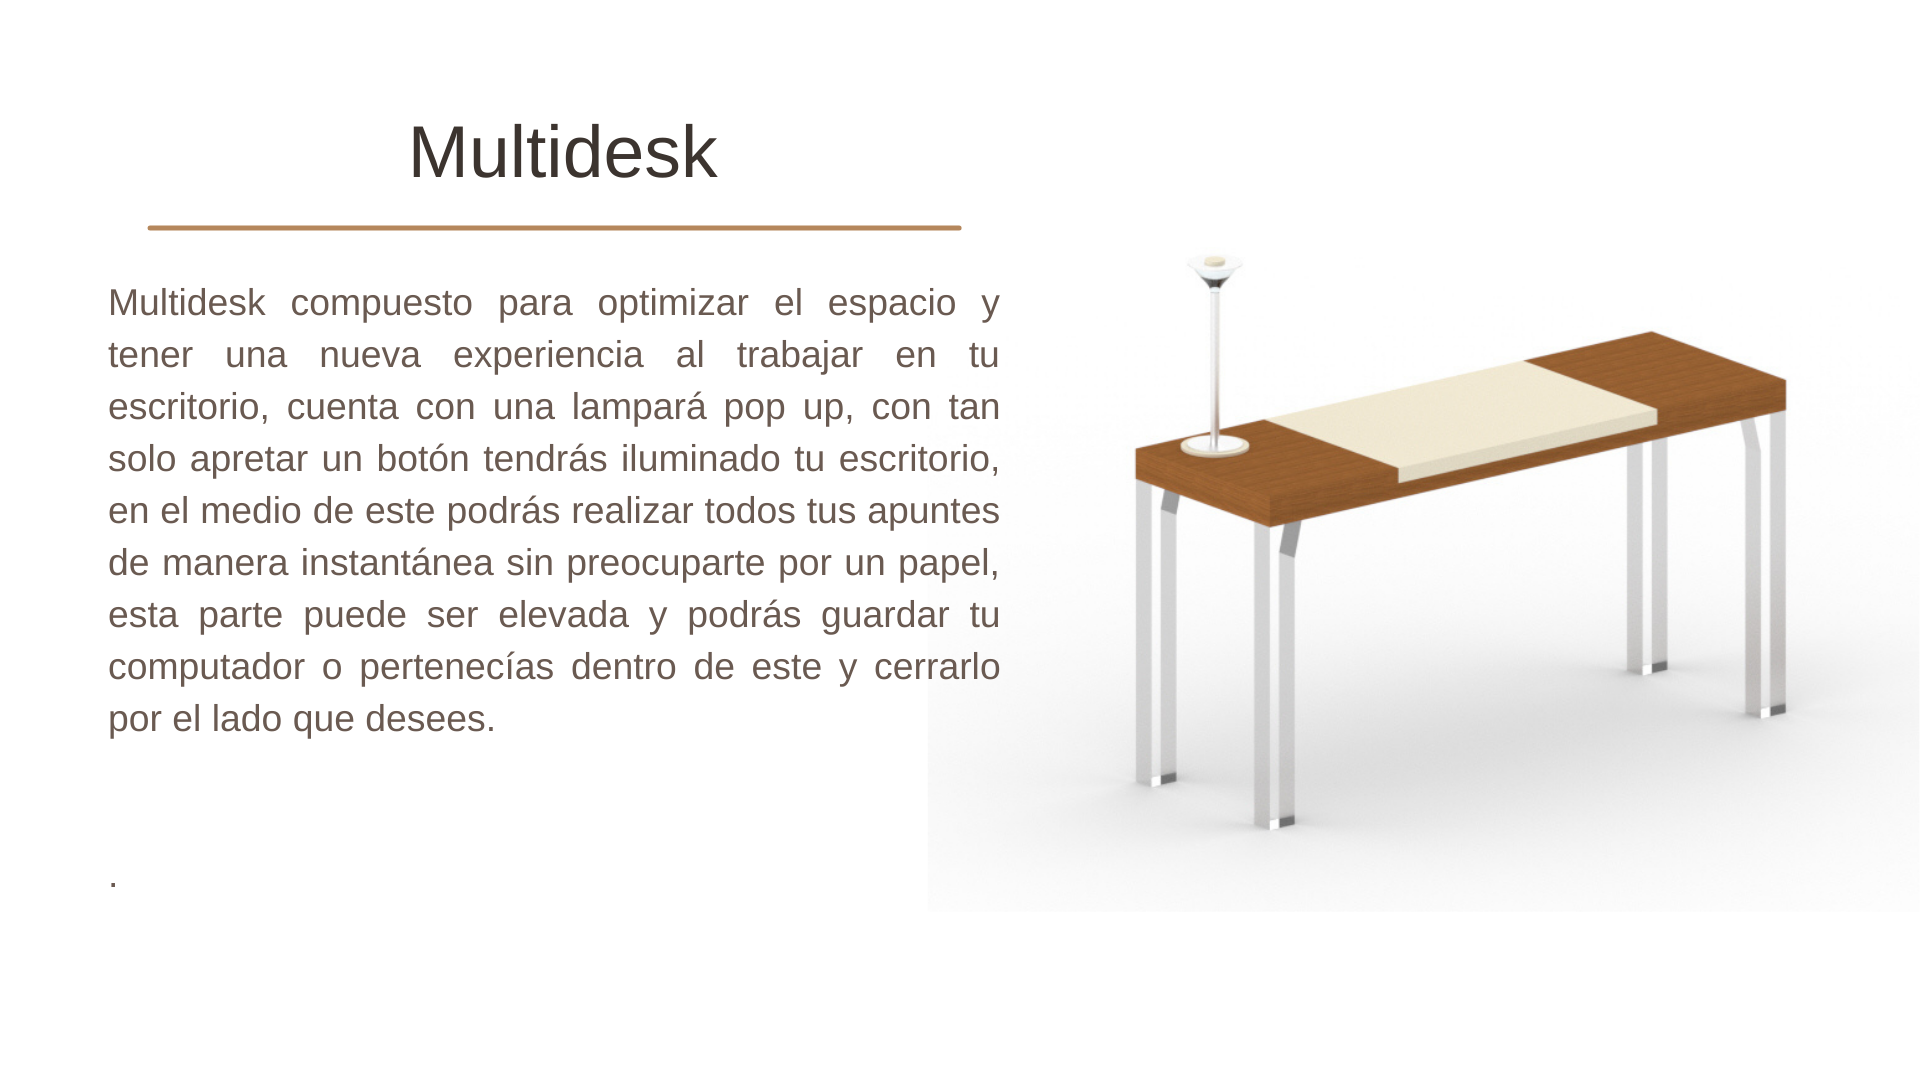 Multidesk
Multidesk compuesto para optimizar el espacio y
tener una nueva experiencia al trabajar en tu
escritorio, cuenta con una lampará pop up, con tan
solo apretar un botón tendrás iluminado tu escritorio,
en el medio de este podrás realizar todos tus apuntes
de manera instantánea sin preocuparte por un papel,
esta parte puede ser elevada y podrás guardar tu
computador o pertenecías dentro de este y cerrarlo
por el lado que desees.
.